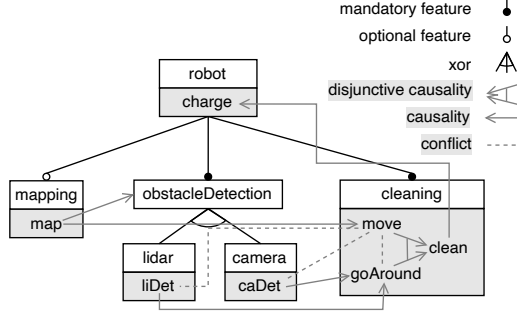 mandatory feature
optional feature
xor
disjunctive causality
causality
conflict
robot
charge
mapping
map
obstacleDetection
cleaning
move
clean
goAround
lidar
liDet
camera
caDet